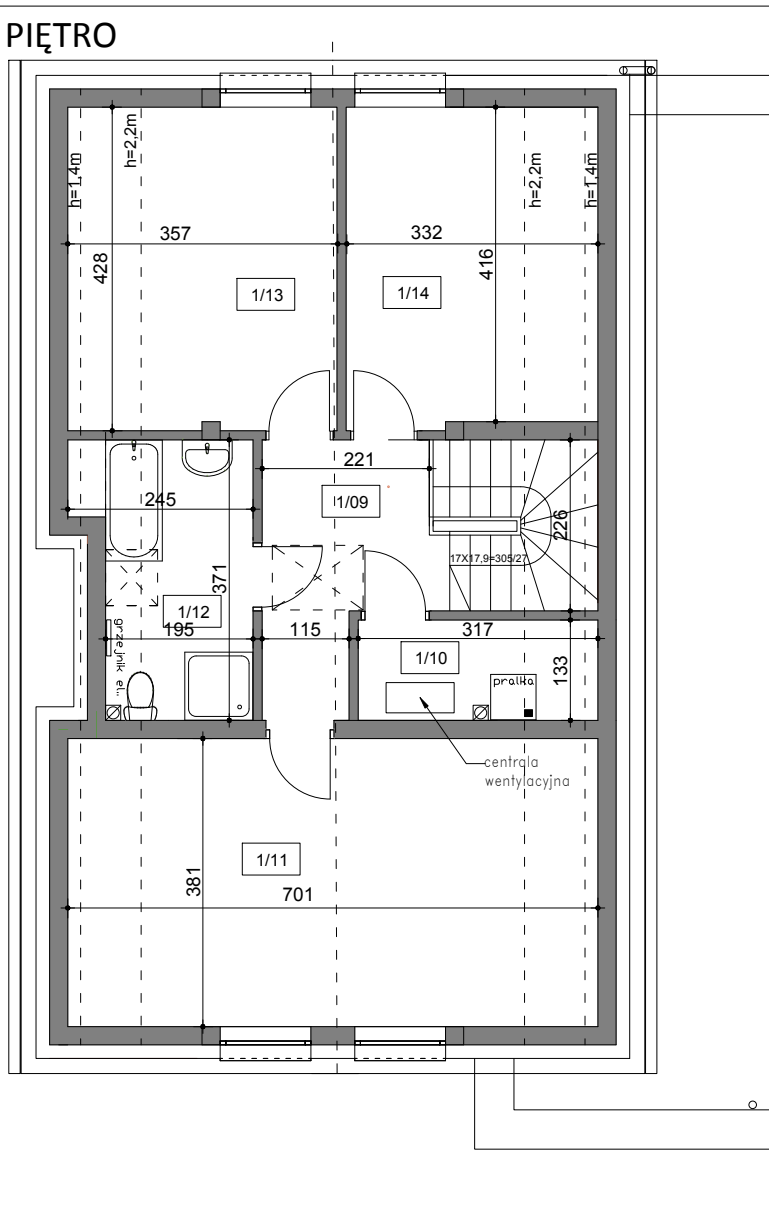 PIĘTRO
h=1,4m
h=2,2m
h=2,2m
h=1,4m
357
332
428
416
1/13
1/14
221
245
1/09
226
17X17,9=305/27
371
1/12
195
115
317
grzejnik el.
1/10
133
pralka
centrala
wentylacyjna
1/11
381
701